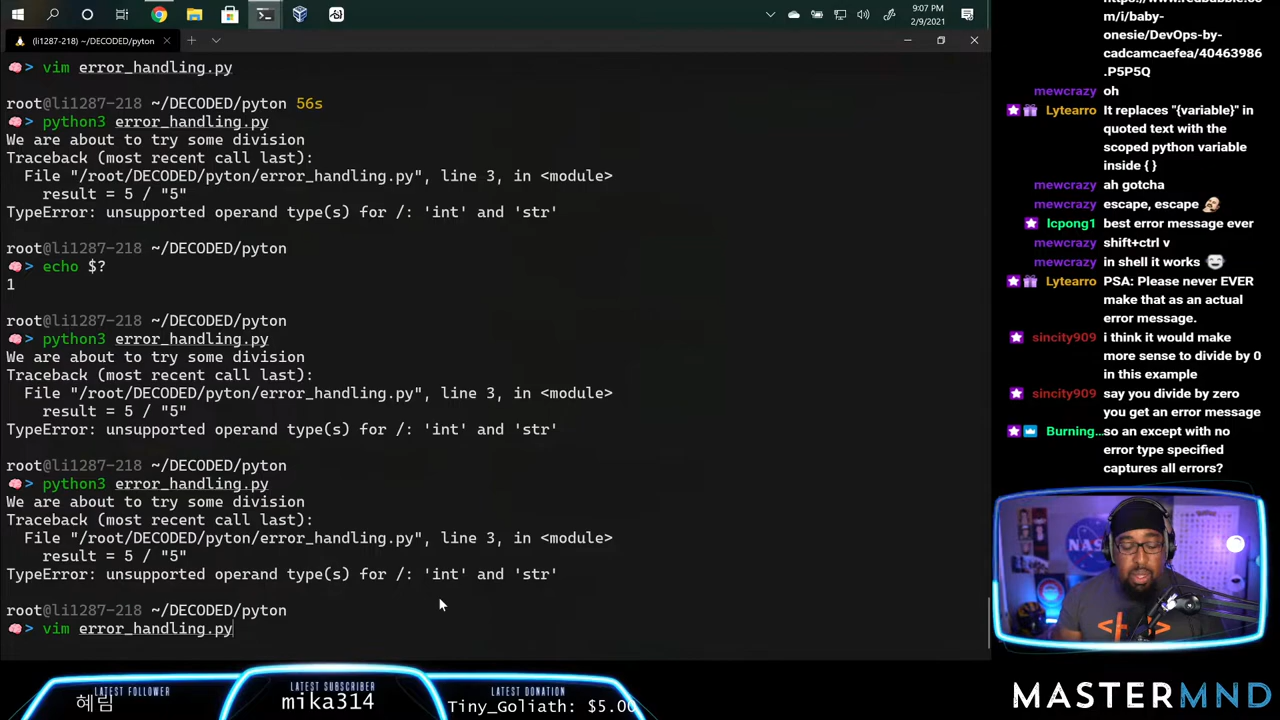 9:07 PM
2/9/2021
(li1287-218) ~/DECODED/pyton
> vim error_handling.py
root@li1287-218 ~/DECODED/pyton 56s
> python3 error_handling.py
We are about to try some division
Traceback (most recent call last):
File "/root/DECODED/pyton/error_handling.py", line 3, in <module>
result = 5 / "5"
TypeError: unsupported operand type(s) for /: 'int' and 'str'
root@li1287-218 ~/DECODED/pyton
> echo $?
1
root@li1287-218 ~/DECODED/pyton
> python3 error_handling.py
We are about to try some division
Traceback (most recent call last):
File "/root/DECODED/pyton/error_handling.py", line 3, in <module>
result = 5 / "5"
TypeError: unsupported operand type(s) for /: 'int' and 'str'
root@li1287-218 ~/DECODED/pyton
> python3 error_handling.py
We are about to try some division
Traceback (most recent call last):
File "/root/DECODED/pyton/error_handling.py", line 3, in <module>
result = 5 / "5"
TypeError: unsupported operand type(s) for /: 'int' and 'str'
root@li1287-218 ~/DECODED/pyton
> vim error_handling.py
m/i/baby-
onesie/DevOps-by-
cadcamcaefea/40463986
.P5P5Q
mewcrazy oh
Lytearro It replaces "{variable}" in
quoted text with the
scoped python variable
inside { }
mewcrazy ah gotcha
mewcrazy escape, escape
lcpong1 best error message ever
mewcrazy shift+ctrl v
mewcrazy in shell it works
Lytearro PSA: Please never EVER
make that as an actual
error message.
sincity909 i think it would make
more sense to divide by 0
in this example
sincity909 say you divide by zero
you get an error message
Burning... so an except with no
error type specified
captures all errors?
NASA
LATEST FOLLOWER
혜림
LATEST SUBSCRIBER
mika314
LATEST DONATION
Tiny_Goliath: $5.00
MASTERMND